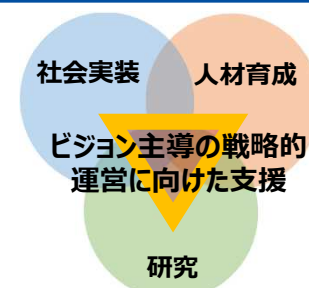 社会実装
人材育成
ビジョン主導の戦略的
運営に向けた支援
研究